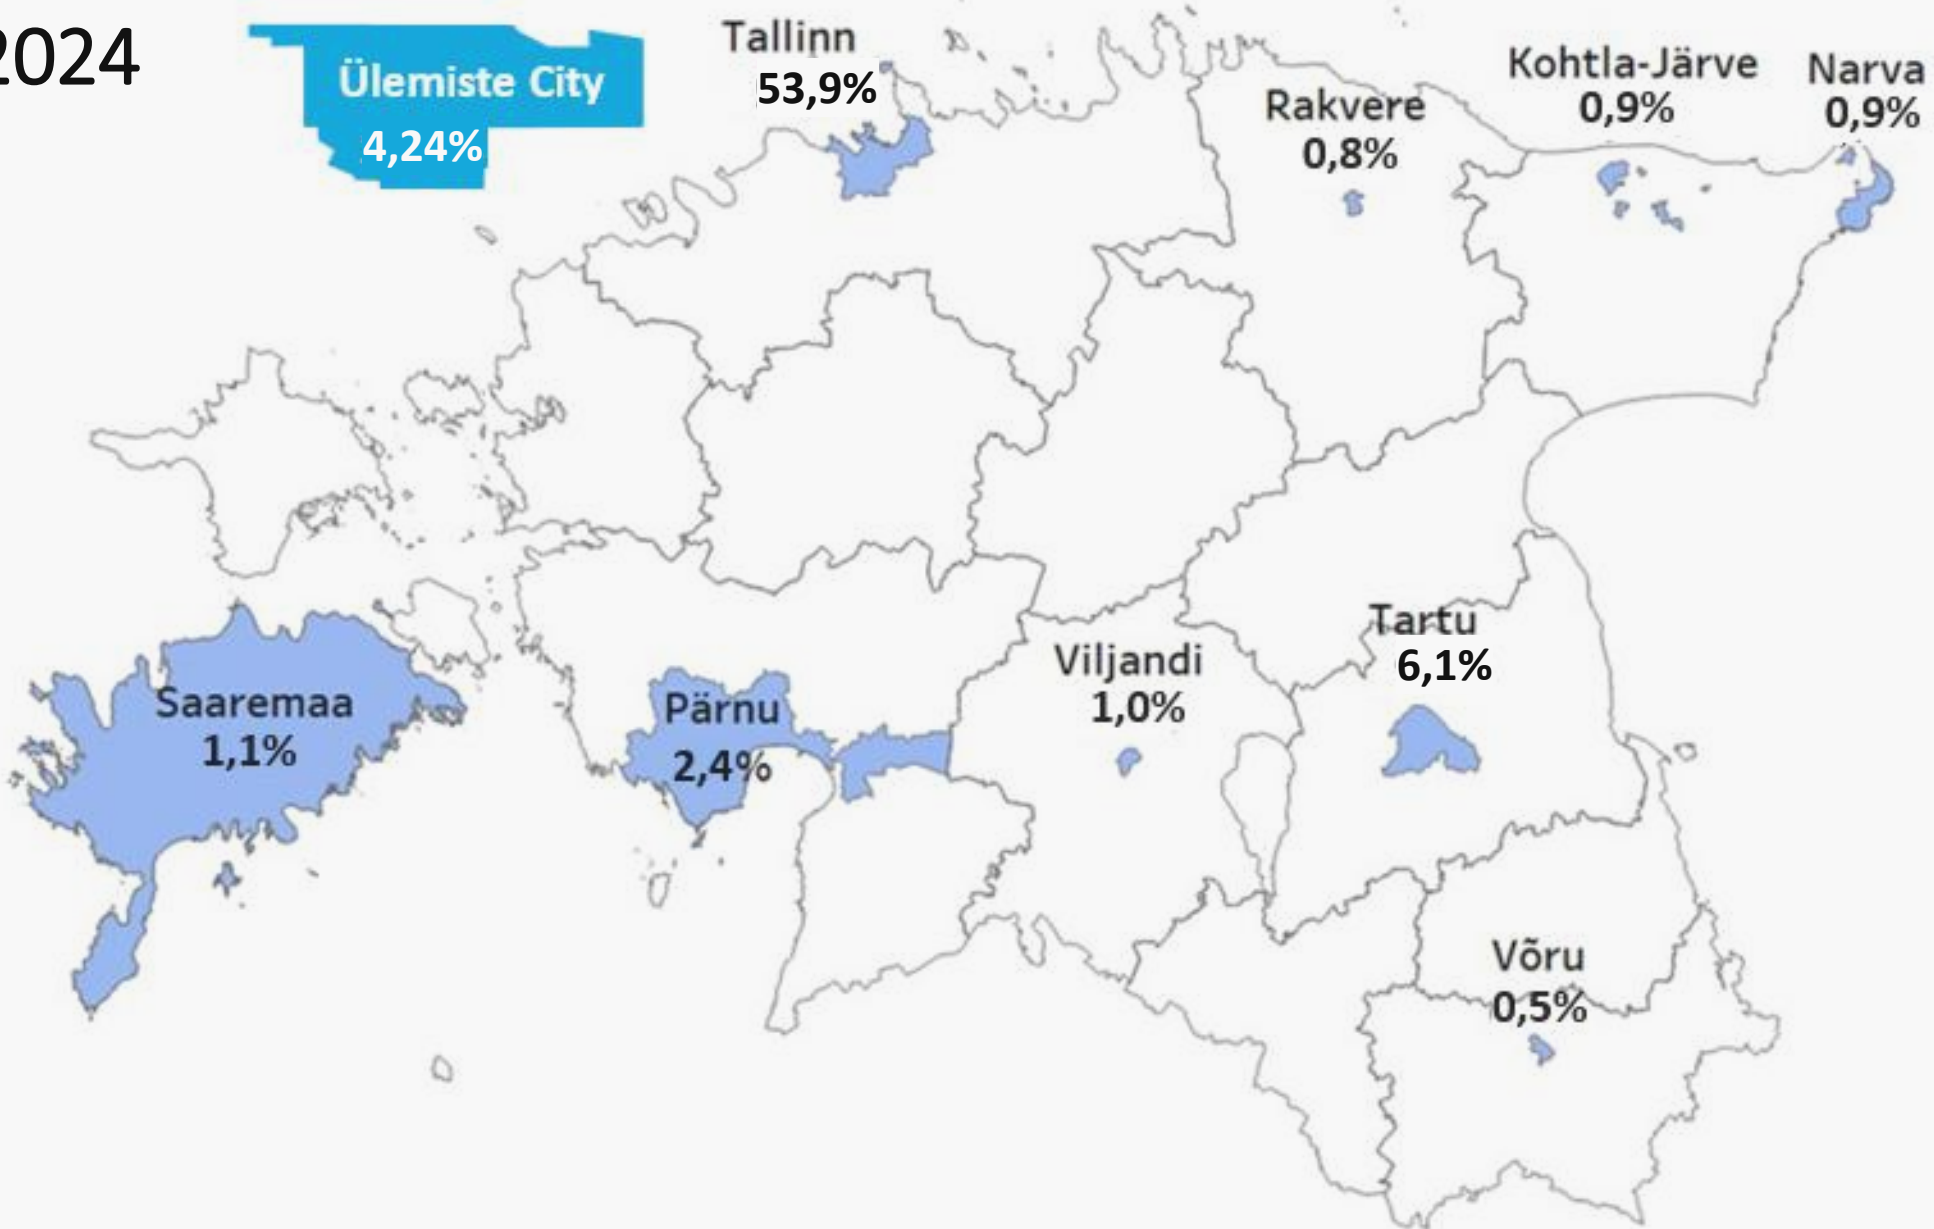 2024
Ülemiste City
4,24%
Tallinn
53,9%
Rakvere
0,8%
Kohtla-Järve
0,9%
Narva
0,9%
Saaremaa
1,1%
Pärnu
2,4%
Viljandi
1,0%
Tartu
6,1%
Võru
0,5%